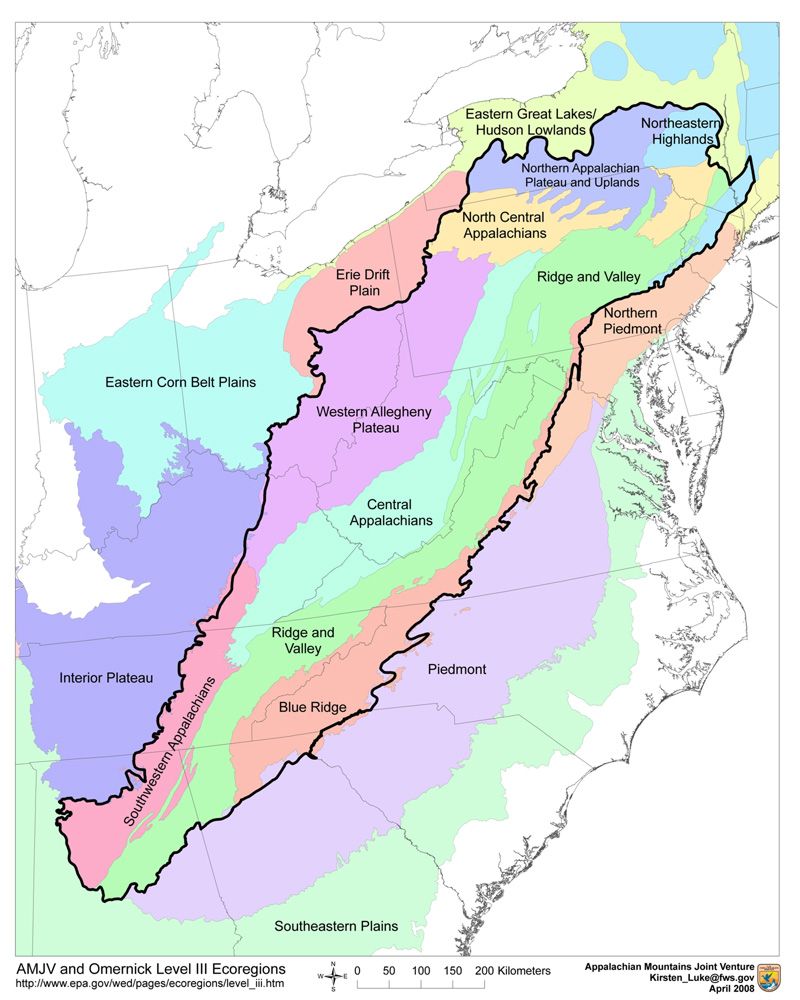 Eastern Great Lakes/
Hudson Lowlands
Northeastern
Highlands
Northern Appalachian
Plateau and Uplands
North Central
Appalachians
Erie Drift
Plain
Ridge and Valley
Northern
Piedmont
Eastern Corn Belt Plains
Western Allegheny
Plateau
Central
Appalachians
Ridge and
Valley
Interior Plateau
Piedmont
Blue Ridge
Southwestern Appalachians
Southeastern Plains
AMJV and Omernick Level III Ecoregions
http://www.epa.gov/wed/pages/ecoregions/level_iii.htm
N
W E
S
0 50 100 150 200 Kilometers
Appalachian Mountains Joint Venture
Kirsten_Luke@fws.gov
April 2008